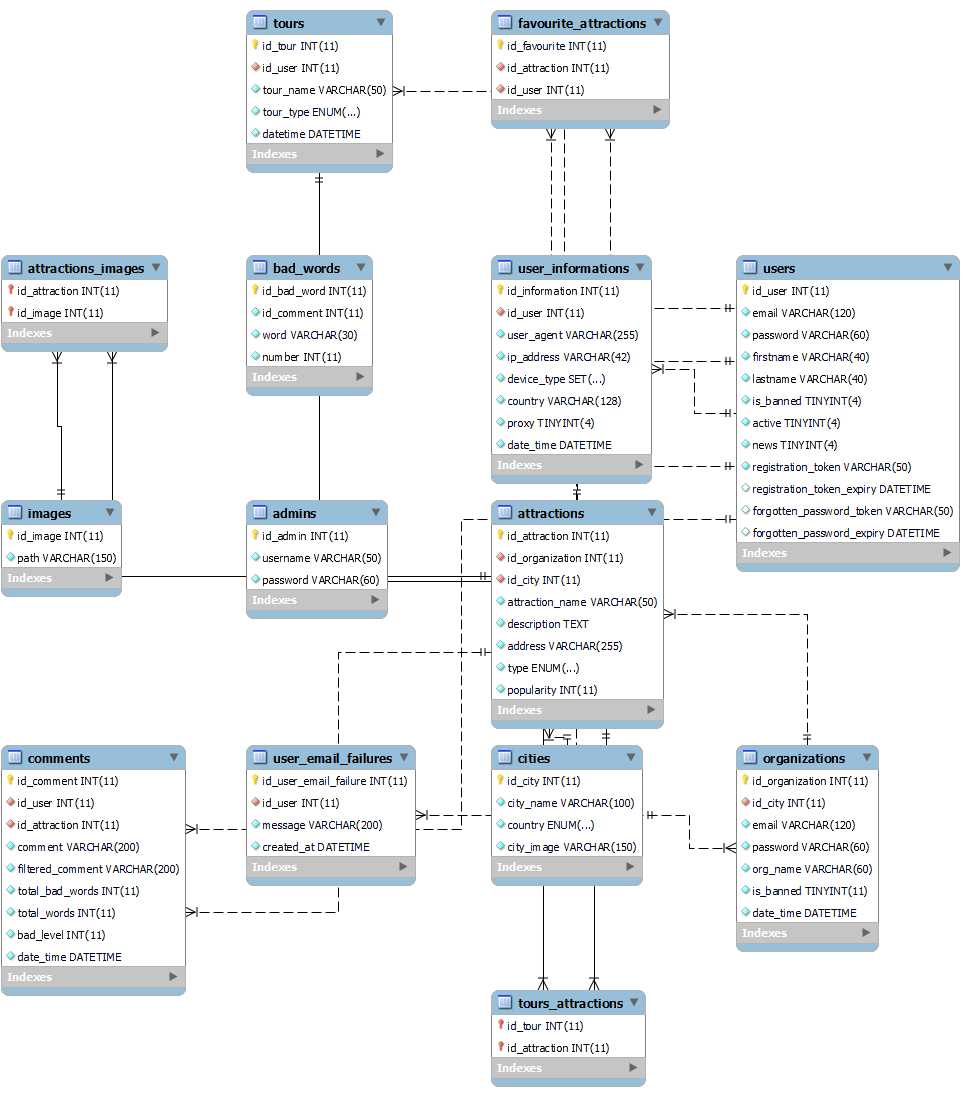 tours
id_tour INT(11)
id_user INT(11)
tour_name VARCHAR(50)
tour_type ENUM(...)
datetime DATETIME
Indexes
favourite_attractions
id_favourite INT(11)
id_attraction INT(11)
id_user INT(11)
Indexes
attractions_images
id_attraction INT(11)
id_image INT(11)
Indexes
bad_words
id_bad_word INT(11)
id_comment INT(11)
word VARCHAR(30)
number INT(11)
Indexes
user_informations
id_information INT(11)
id_user INT(11)
user_agent VARCHAR(255)
ip_address VARCHAR(42)
device_type SET(...)
country VARCHAR(128)
proxy TINYINT(4)
date_time DATETIME
Indexes
users
id_user INT(11)
email VARCHAR(120)
password VARCHAR(60)
firstname VARCHAR(40)
lastname VARCHAR(40)
is_banned TINYINT(4)
active TINYINT(4)
news TINYINT(4)
registration_token VARCHAR(50)
registration_token_expiry DATETIME
forgotten_password_token VARCHAR(50)
forgotten_password_expiry DATETIME
Indexes
images
id_image INT(11)
path VARCHAR(150)
Indexes
admins
id_admin INT(11)
username VARCHAR(50)
password VARCHAR(60)
Indexes
attractions
id_attraction INT(11)
id_organization INT(11)
id_city INT(11)
attraction_name VARCHAR(50)
description TEXT
address VARCHAR(255)
type ENUM(...)
popularity INT(11)
Indexes
comments
id_comment INT(11)
id_user INT(11)
id_attraction INT(11)
comment VARCHAR(200)
filtered_comment VARCHAR(200)
total_bad_words INT(11)
total_words INT(11)
bad_level INT(11)
date_time DATETIME
Indexes
user_email_failures
id_user_email_failure INT(11)
id_user INT(11)
message VARCHAR(200)
created_at DATETIME
Indexes
cities
id_city INT(11)
city_name VARCHAR(100)
country ENUM(...)
city_image VARCHAR(150)
Indexes
organizations
id_organization INT(11)
id_city INT(11)
email VARCHAR(120)
password VARCHAR(60)
org_name VARCHAR(60)
is_banned TINYINT(11)
date_time DATETIME
Indexes
tours_attractions
id_tour INT(11)
id_attraction INT(11)
Indexes